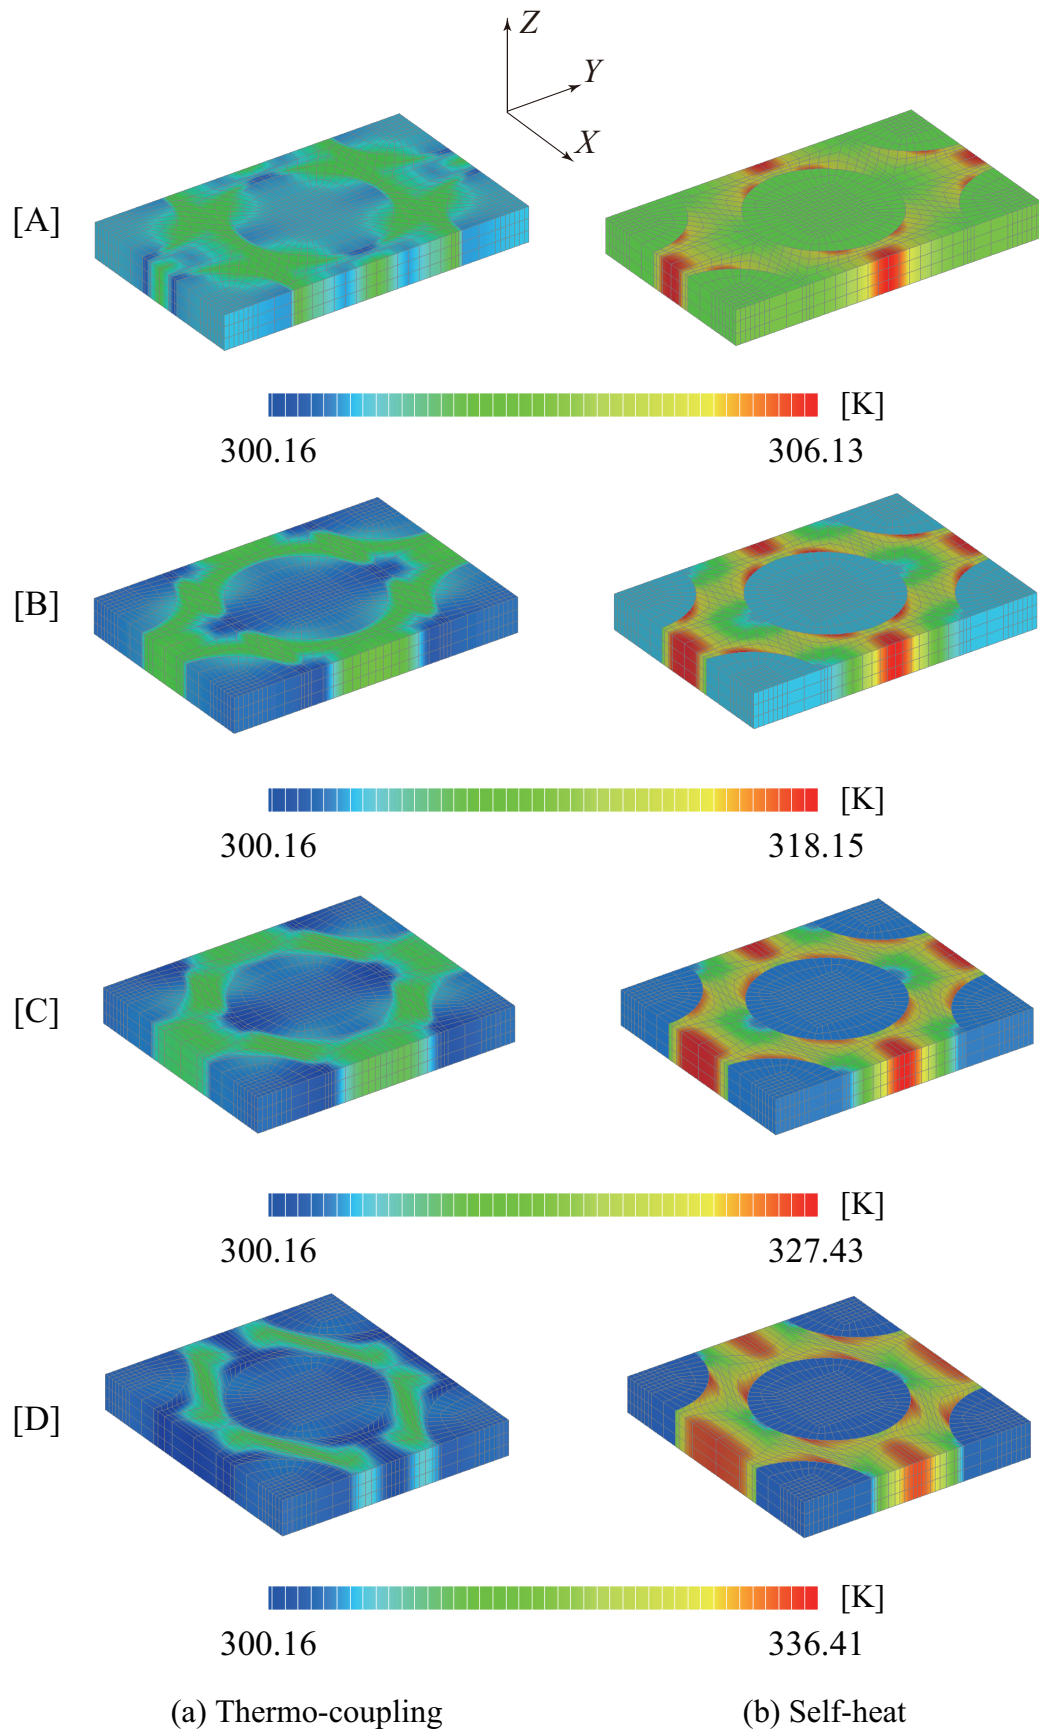 Z
Y
X
[A]
[K]
300.16 306.13
[B]
[K]
300.16 318.15
[C]
[K]
300.16 327.43
[D]
[K]
300.16 336.41
(a) Thermo-coupling (b) Self-heat